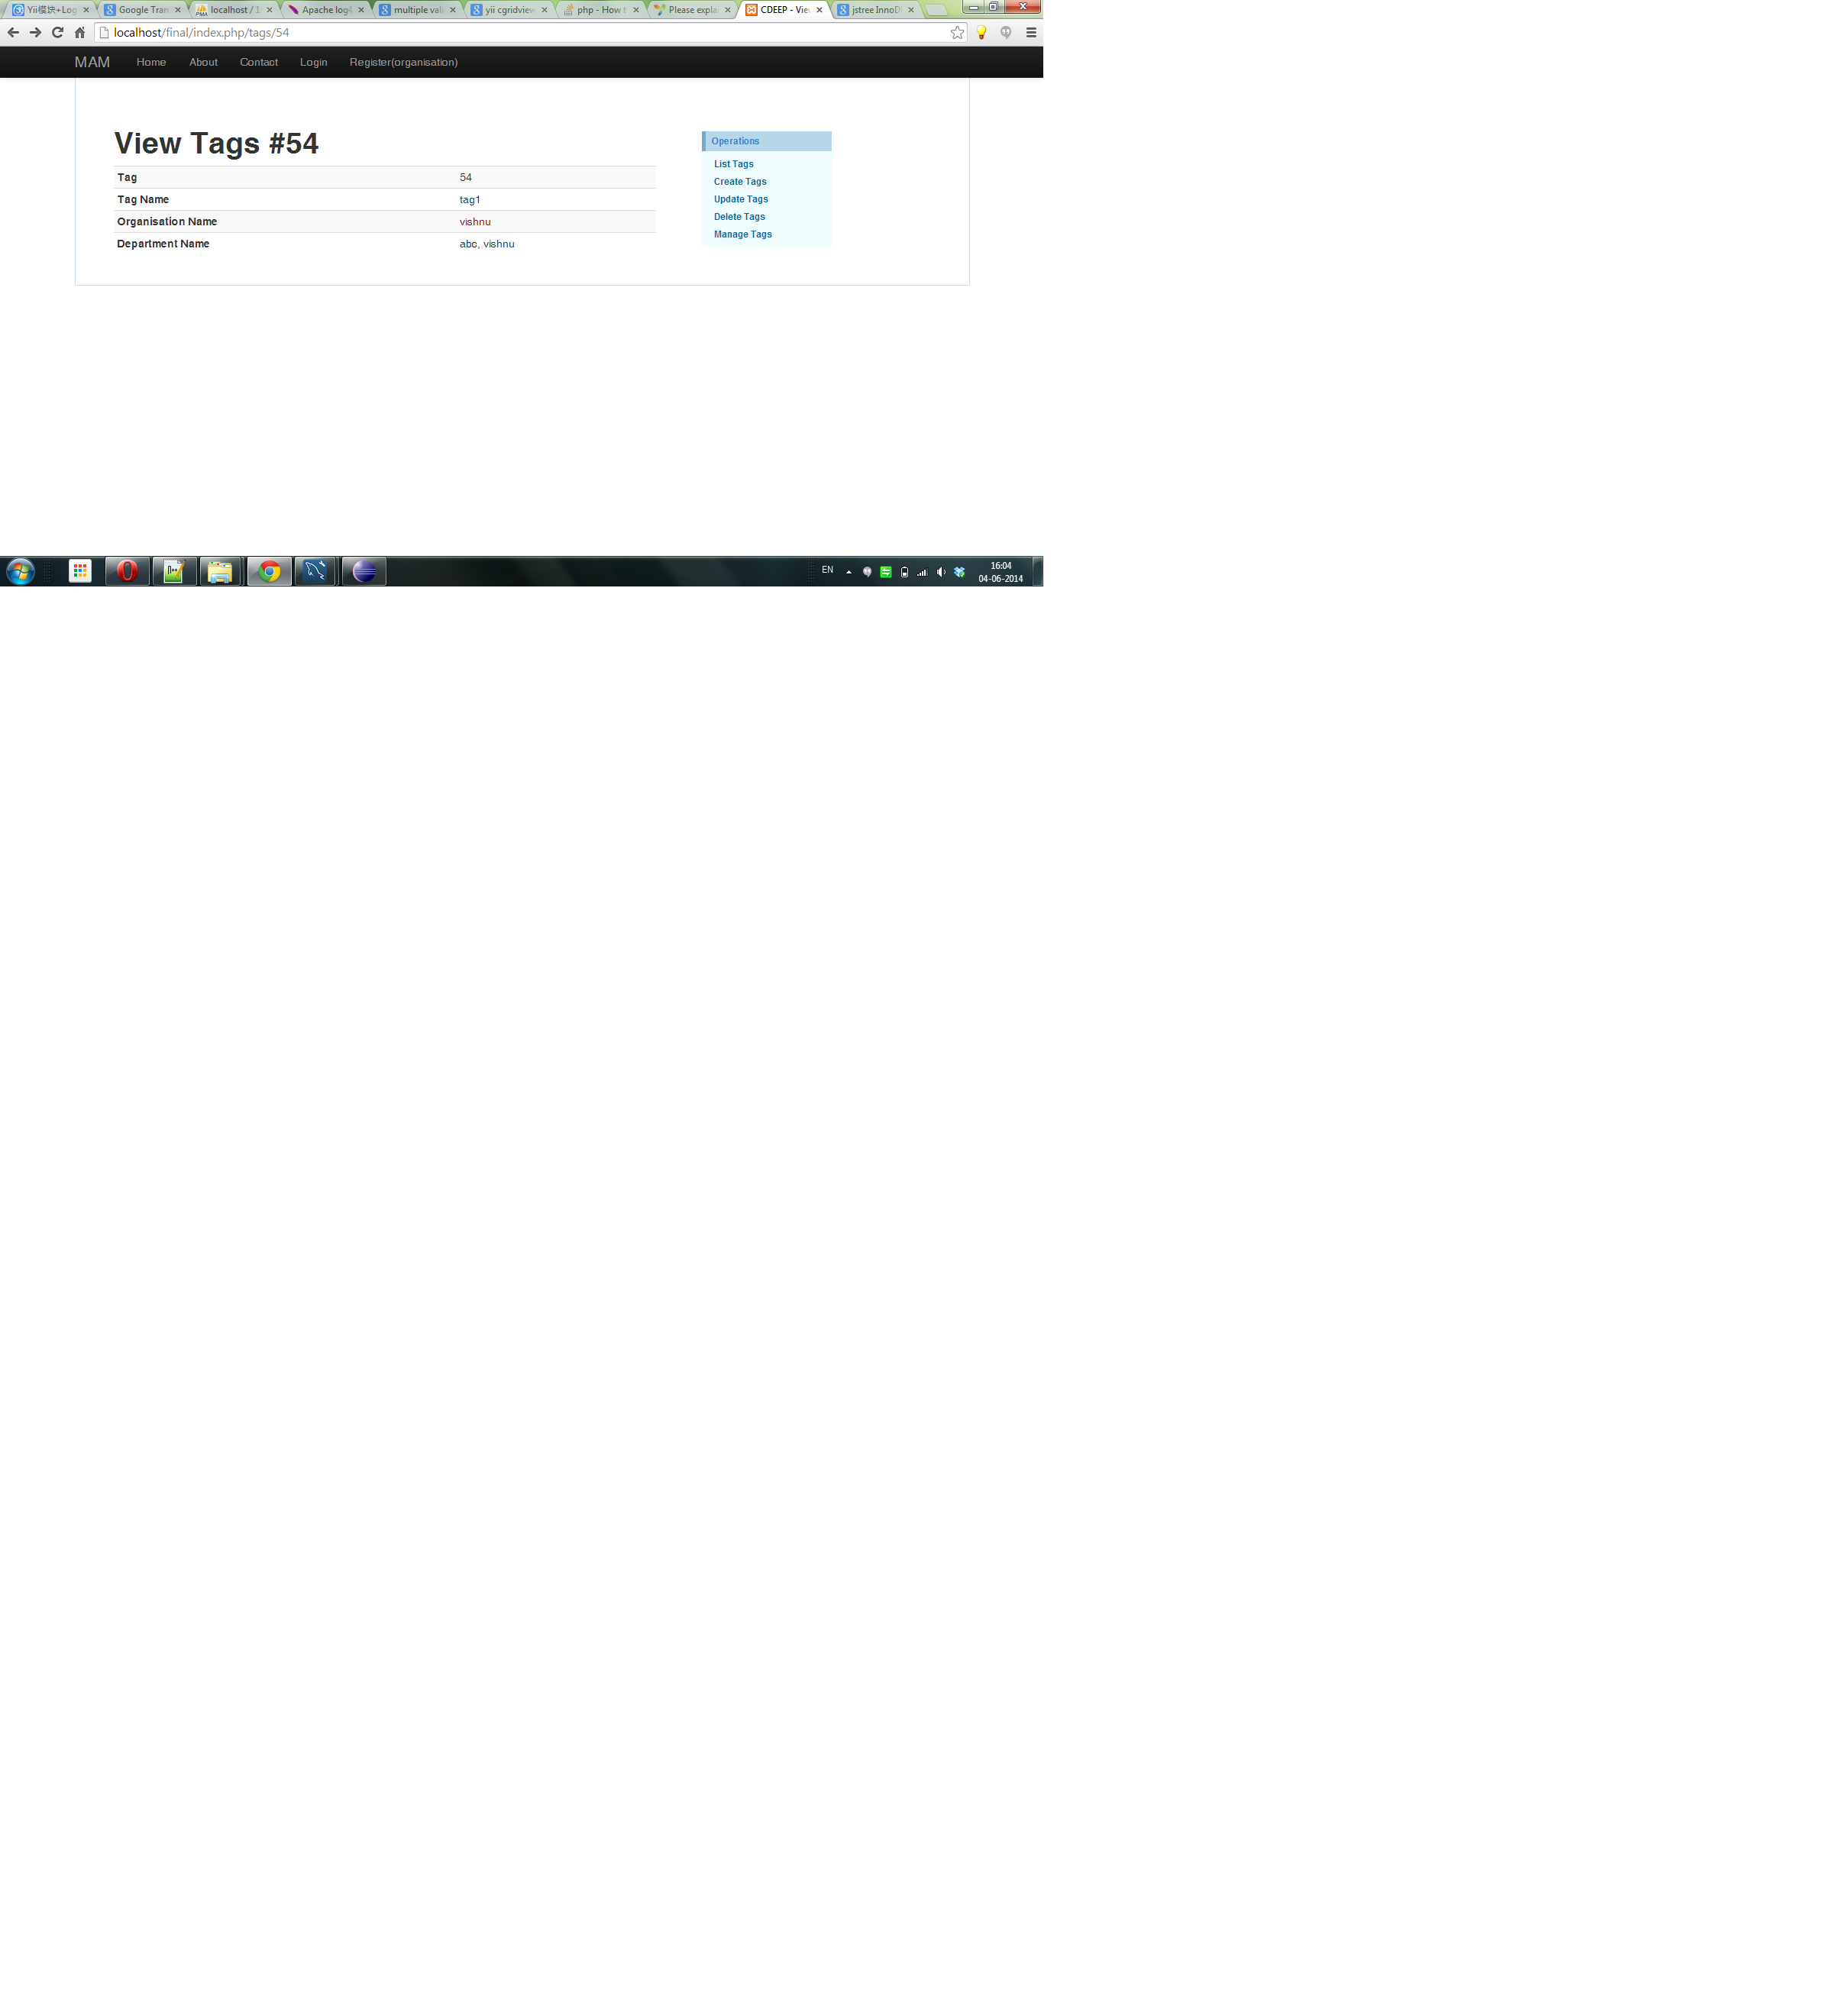 Yii模块+Log
Google Tran
localhost / 1
Apache log4
multiple val
yii cgridview
php - How t
Please expla
CDEEP - Vie
jstree InnoD
localhost/final/index.php/tags/54
MAM
Home
About
Contact
Login
Register(organisation)
View Tags #54
Tag 54
Tag Name tag1
Organisation Name vishnu
Department Name abc, vishnu
Operations
List Tags
Create Tags
Update Tags
Delete Tags
Manage Tags
EN
16:04
04-06-2014